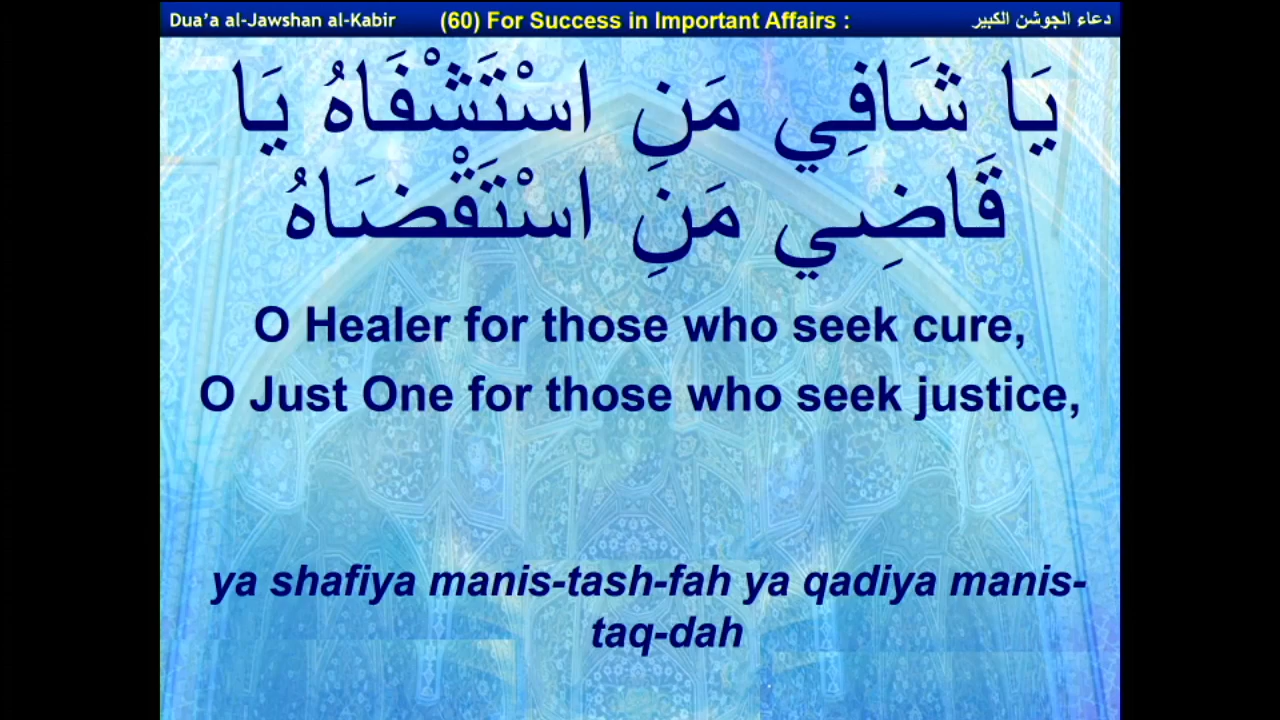 Dua’a al-Jawshan al-Kabir (60) For Success in Important Affairs : دعاء الجوشن الكبير
يَا شَافِي مَنِ اسْتَشْفَاهُ يَا
قَاضِي مَنِ اسْتَقْضَاهُ
O Healer for those who seek cure,
O Just One for those who seek justice,
ya shafiya manis-tash-fah ya qadiya manis-
taq-dah